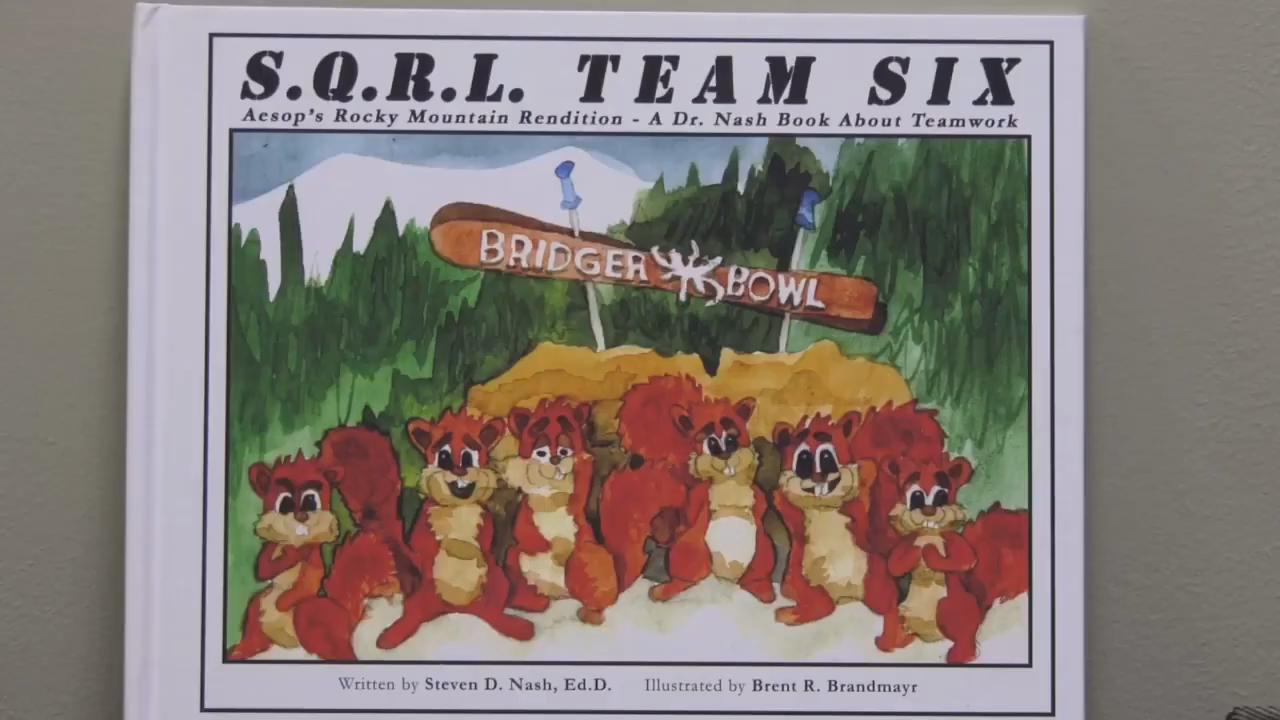 S.Q.R.L. TEAM SIX
Aesop's Rocky Mountain Rendition - A Dr. Nash Book About Teamwork
BRIDGER BOWL
Written by Steven D. Nash, Ed.D. Illustrated by Brent R. Brandmayr